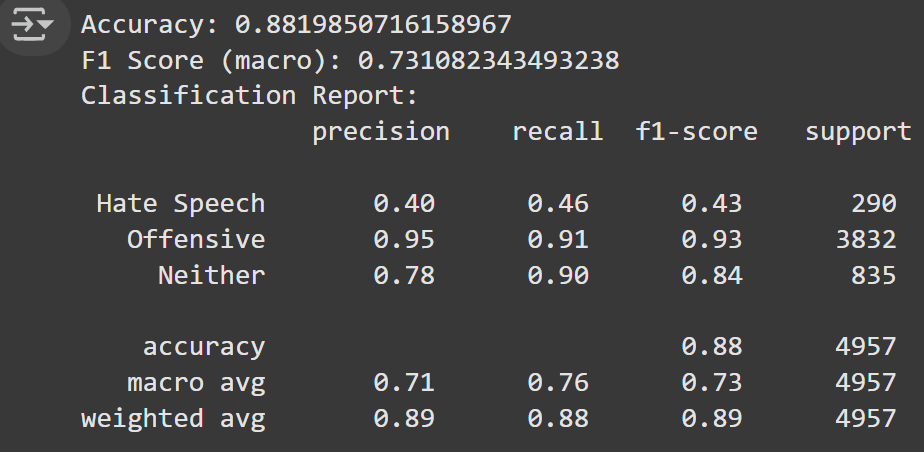 Accuracy: 0.8819850716158967
F1 Score (macro): 0.731082343493238
Classification Report:
precision recall f1-score support
Hate Speech 0.40 0.46 0.43 290
Offensive 0.95 0.91 0.93 3832
Neither 0.78 0.90 0.84 835
accuracy 0.88 4957
macro avg 0.71 0.76 0.73 4957
weighted avg 0.89 0.88 0.89 4957